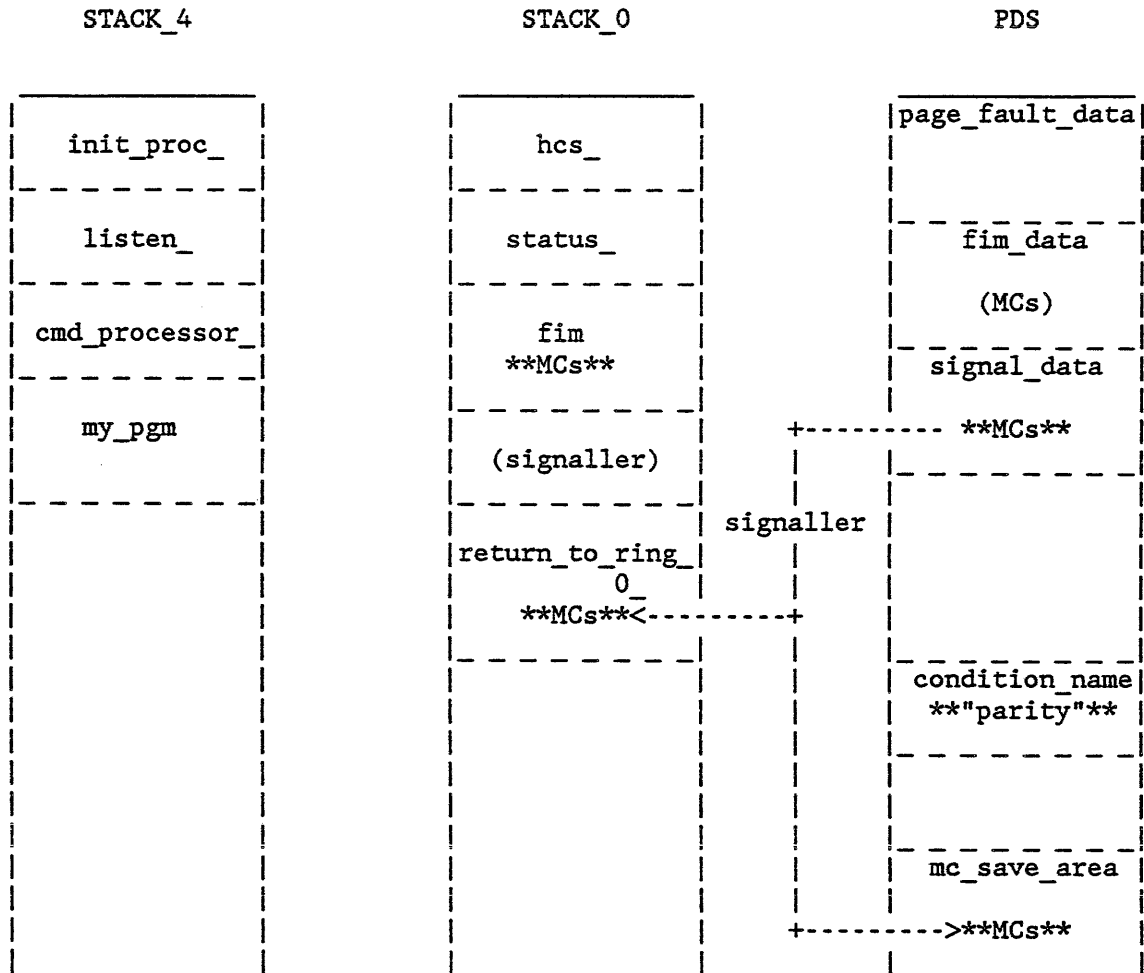 STACK_4 STACK_0 PDS
page_fault_data
init_proc_ hcs_
listen_ status_ fim_data
(MCs)
cmd_processor_ fim
**MCs** signal_data
my_pgm +--------- **MCs**
(signaller)
signaller
return_to_ring_
0_
**MCs**<----------+
condition_name
**"parity"**
mc_save_area
+--------->**MCs**